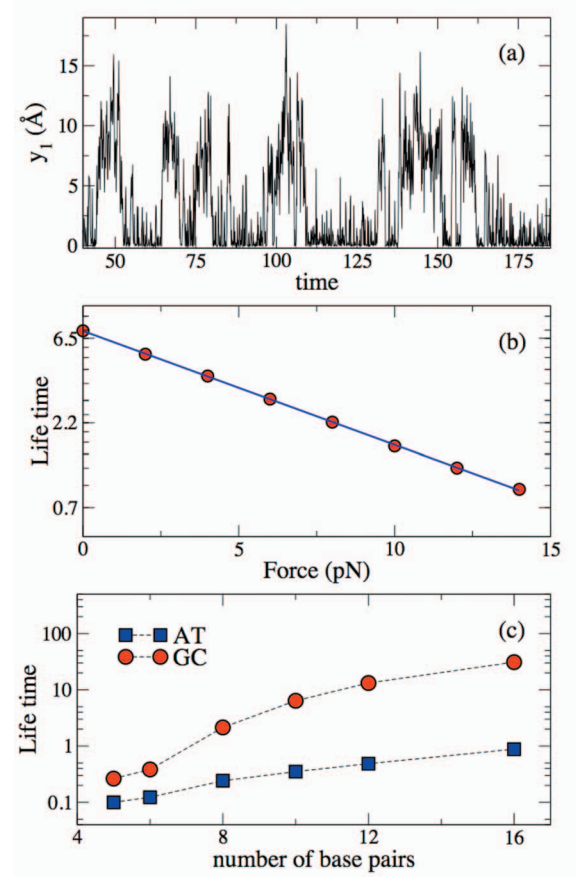 (a)
15
10
5
0
y1 (Å)
50 75 100 125 150 175
time
(b)
6.5
2.2
0.7
Life time
0 5 10 15
Force (pN)
(c)
AT
GC
100
10
1
0.1
Life time
4 8 12 16
number of base pairs